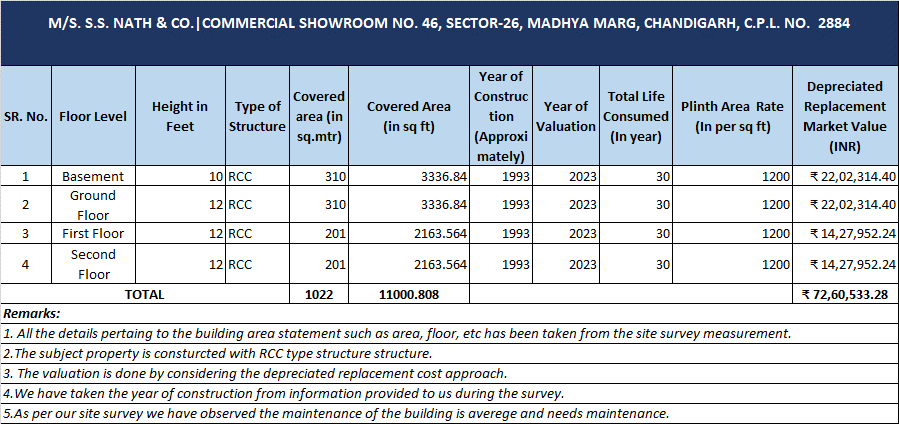 M/S. S.S. NATH & CO.|COMMERCIAL SHOWROOM NO. 46, SECTOR-26, MADHYA MARG, CHANDIGARH, C.P.L. NO. 2884
SR. No. Floor Level Height in Feet Type of Structure Covered area (in sq.mtr) Covered Area (in sq ft) Year of Construction (Approximately) Year of Valuation Total Life Consumed (In year) Plinth Area Rate (In per sq ft) Depreciated Replacement Market Value (INR)
1 Basement 10 RCC 310 3336.84 1993 2023 30 1200 ₹ 22,02,314.40
2 Ground Floor 12 RCC 310 3336.84 1993 2023 30 1200 ₹ 22,02,314.40
3 First Floor 12 RCC 201 2163.564 1993 2023 30 1200 ₹ 14,27,952.24
4 Second Floor 12 RCC 201 2163.564 1993 2023 30 1200 ₹ 14,27,952.24
TOTAL 1022 11000.808 ₹ 72,60,533.28
Remarks:
1. All the details pertaing to the building area statement such as area, floor, etc has been taken from the site survey measurement.
2.The subject property is consturcted with RCC type structure structure.
3. The valuation is done by considering the depreciated replacement cost approach.
4.We have taken the year of construction from information provided to us during the survey.
5.As per our site survey we have observed the maintenance of the building is averege and needs maintenance.